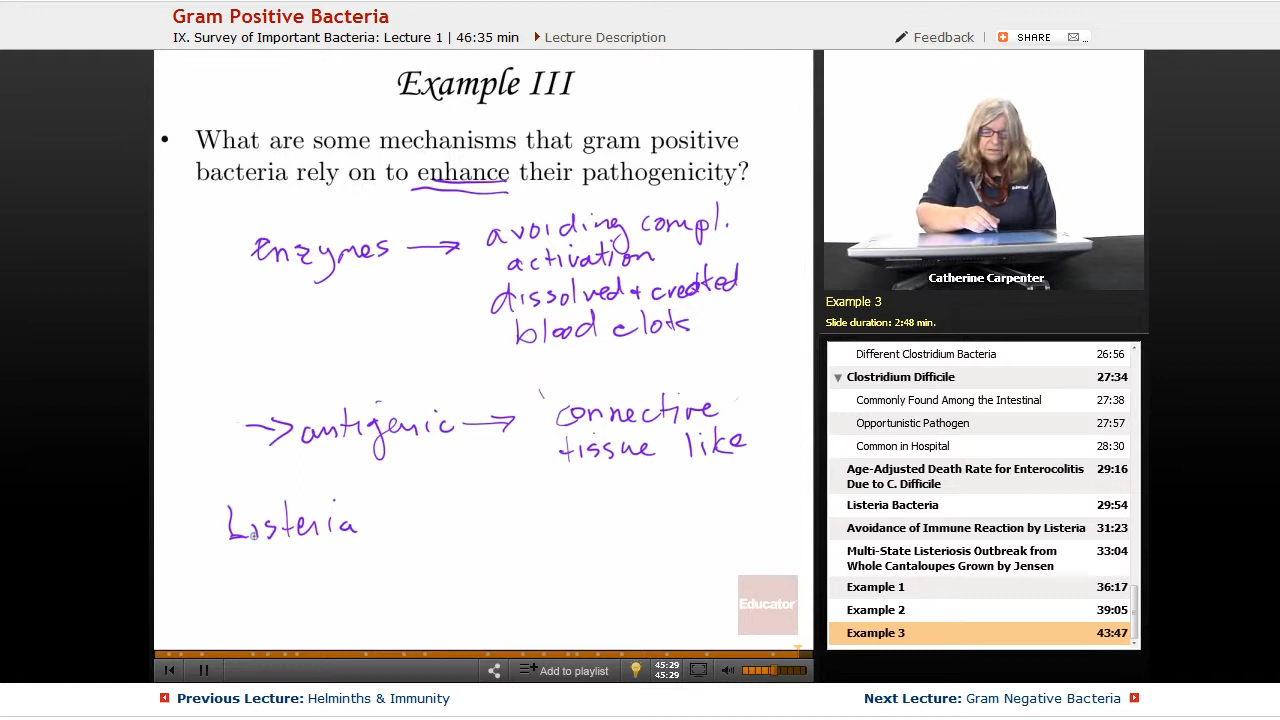 Gram Positive Bacteria
IX. Survey of Important Bacteria: Lecture 1 | 46:35 min
Lecture Description
Feedback
SHARE
...
Example III
• What are some mechanisms that gram positive
bacteria rely on to enhance their pathogenicity?
enzymes → avoiding compl.
activation
dissolved + created
blood clots
→ antigenic → connective
tissue like
Listeria
Educator
Catherine Carpenter
Example 3
Slide duration: 2:48 min.
Different Clostridium Bacteria 26:56
Clostridium Difficile 27:34
Commonly Found Among the Intestinal 27:38
Opportunistic Pathogen 27:57
Common in Hospital 28:30
Age-Adjusted Death Rate for Enterocolitis 29:16
Due to C. Difficile
Listeria Bacteria 29:54
Avoidance of Immune Reaction by Listeria 31:23
Multi-State Listeriosis Outbreak from 33:04
Whole Cantaloupes Grown by Jensen
Example 1 36:17
Example 2 39:05
Example 3 43:47
Add to playlist
45:29
45:29
Previous Lecture: Helminths & Immunity
Next Lecture: Gram Negative Bacteria